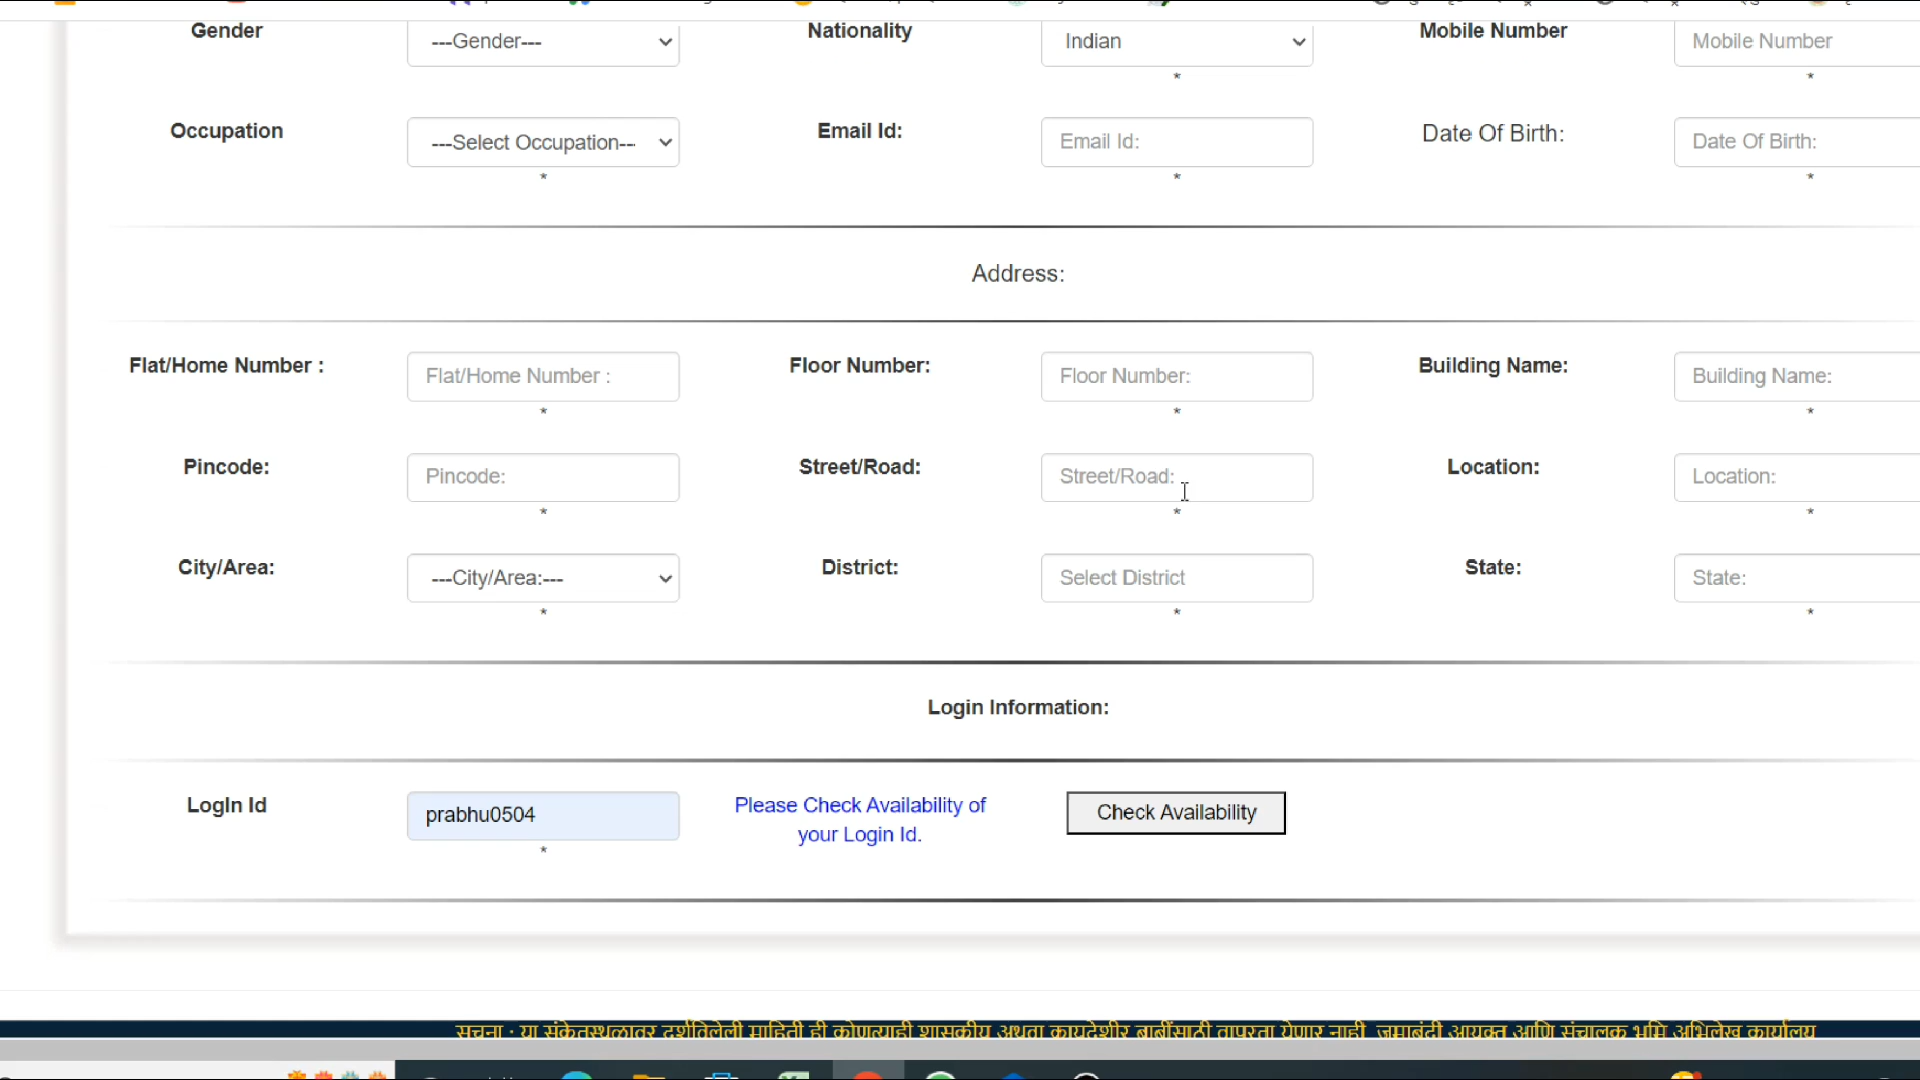 Gender ---Gender--- Nationality Indian Mobile Number Mobile Number
* *
Occupation ---Select Occupation-- Email Id: Email Id: Date Of Birth: Date Of Birth:
* * *
Address:
Flat/Home Number : Flat/Home Number : Floor Number: Floor Number: Building Name: Building Name:
* * *
Pincode: Pincode: Street/Road: Street/Road: Location: Location:
* * *
City/Area: ---City/Area:--- District: Select District State: State:
* * *
Login Information:
LogIn Id prabhu0504 Please Check Availability of Check Availability
your Login Id.
*
सूचना : या संकेतस्थळावर दर्शविलेली माहिती ही कोणत्याही शासकीय अथवा कायदेशीर बाबींसाठी वापरता येणार नाही जमाबंदी आयुक्त आणि संचालक भूमि अभिलेख कार्यालय